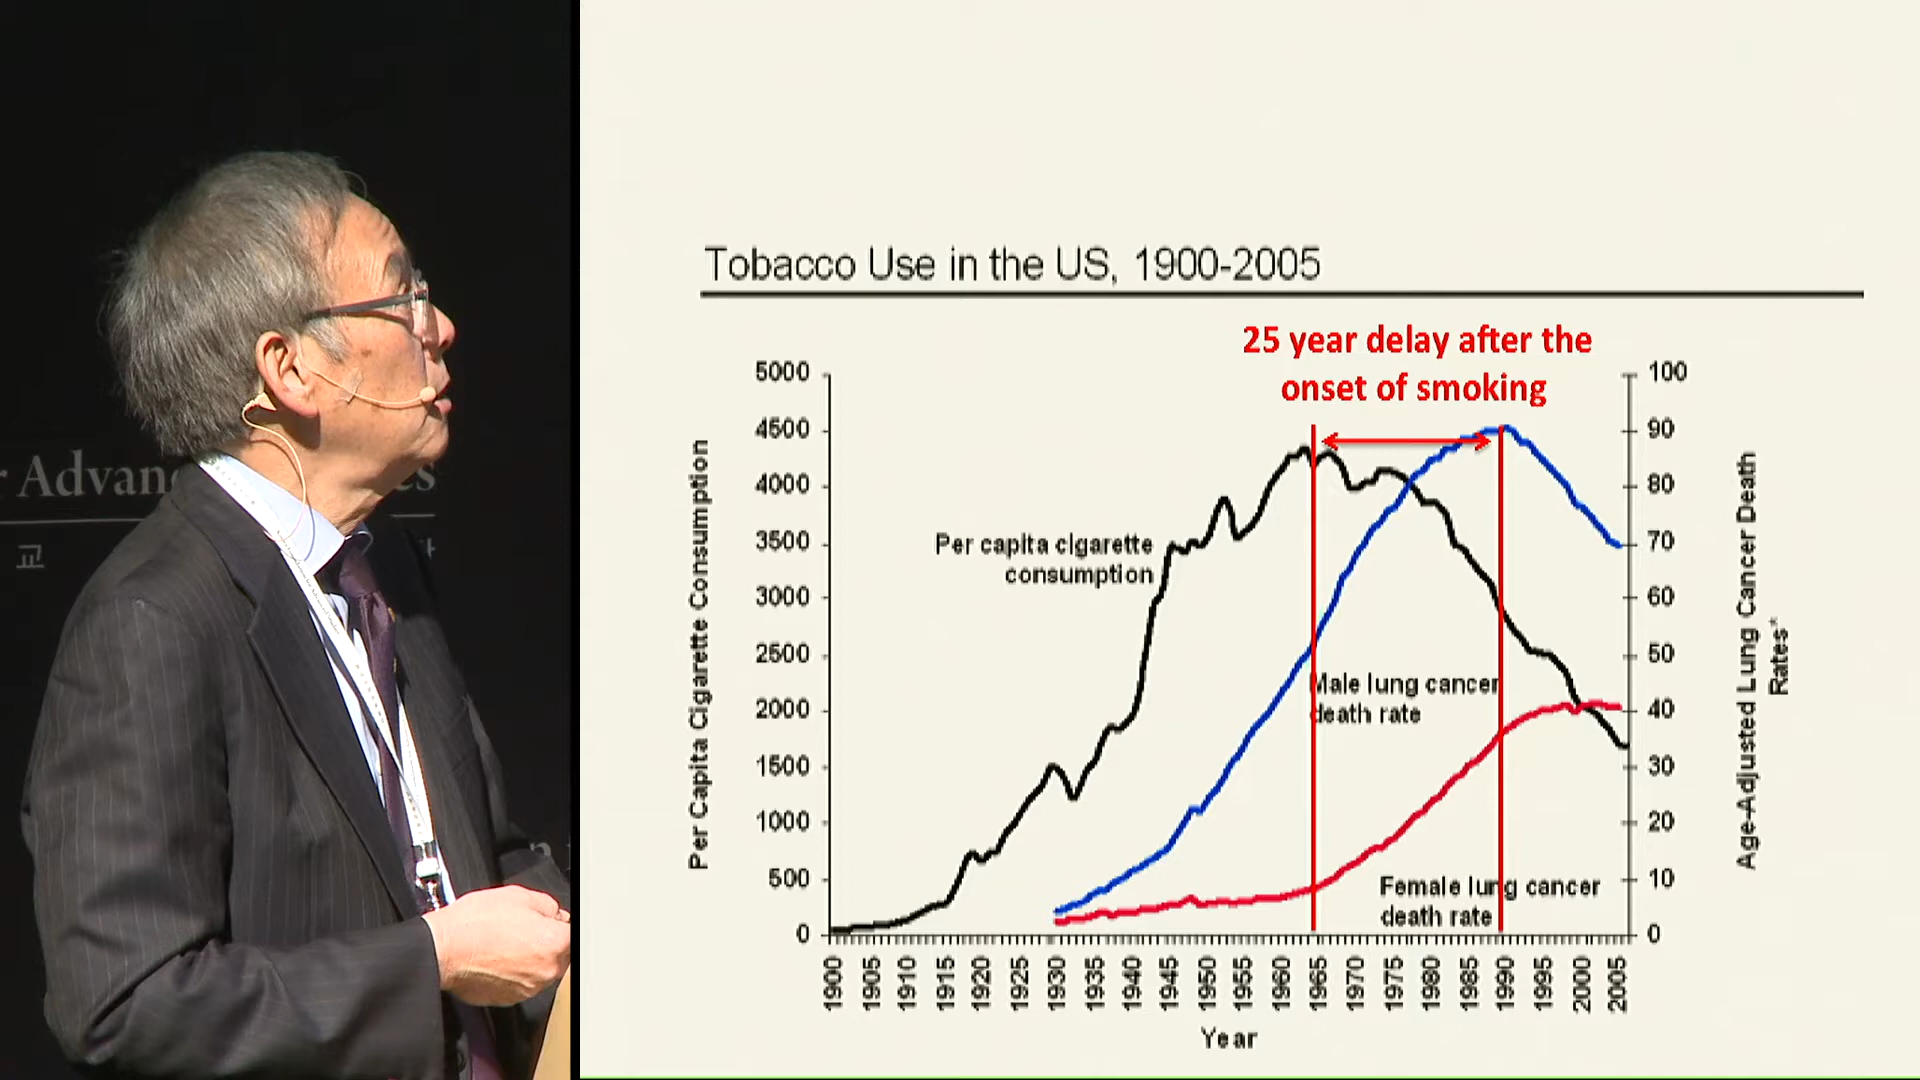 r Advan
es
교
Tobacco Use in the US, 1900-2005
25 year delay after the
onset of smoking
5000
4500
4000
3500
3000
2500
2000
1500
1000
500
0
Per Capita Cigarette Consumption
Per capita cigarette
consumption
Male lung cancer
death rate
Female lung cancer
death rate
100
90
80
70
60
50
40
30
20
10
0
Age-Adjusted Lung Cancer Death
Rates*
1900 1905 1910 1915 1920 1925 1930 1935 1940 1945 1950 1955 1960 1965 1970 1975 1980 1985 1990 1995 2000 2005
Year